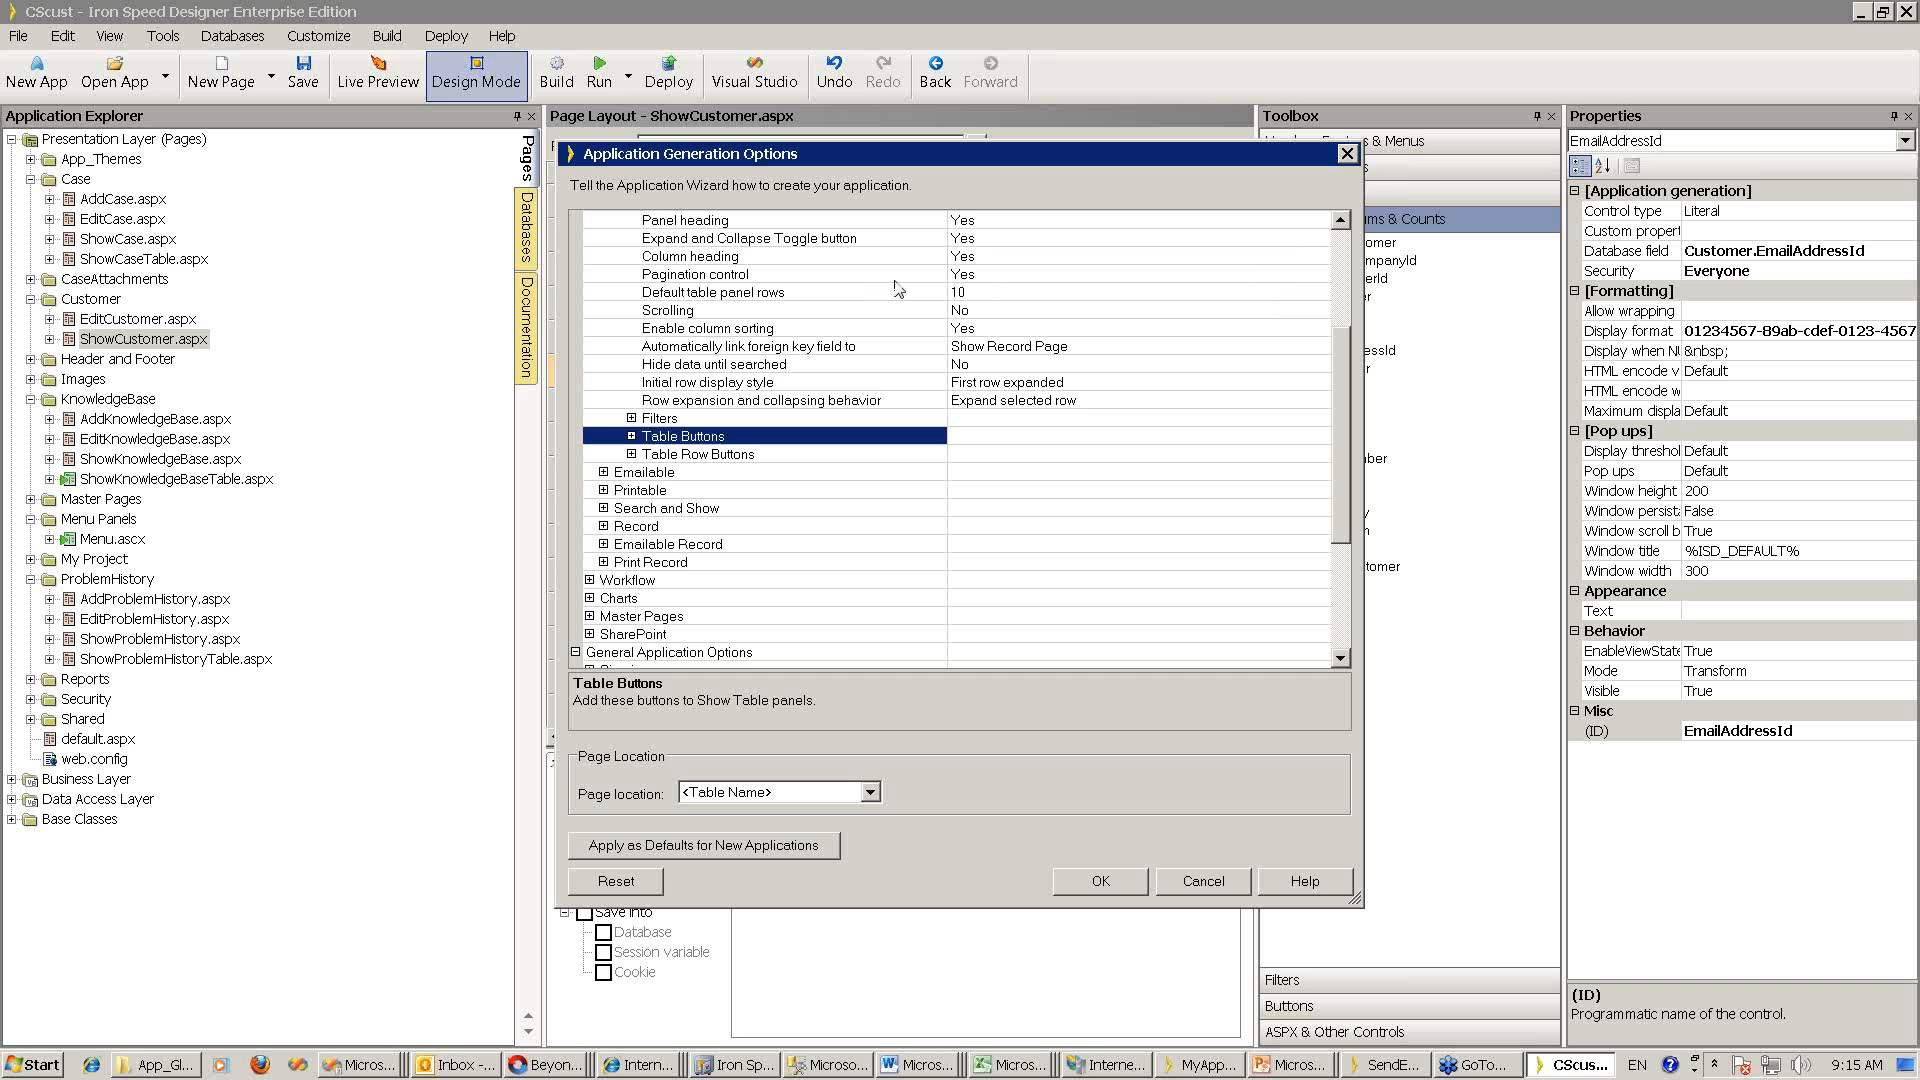 CScust - Iron Speed Designer Enterprise Edition
File Edit View Tools Databases Customize Build Deploy Help
New App Open App New Page Save Live Preview Design Mode Build Run Deploy Visual Studio Undo Redo Back Forward
Application Explorer
Presentation Layer (Pages)
App_Themes
Case
AddCase.aspx
EditCase.aspx
ShowCase.aspx
ShowCaseTable.aspx
CaseAttachments
Customer
EditCustomer.aspx
ShowCustomer.aspx
Header and Footer
Images
KnowledgeBase
AddKnowledgeBase.aspx
EditKnowledgeBase.aspx
ShowKnowledgeBase.aspx
ShowKnowledgeBaseTable.aspx
Master Pages
Menu Panels
Menu.ascx
My Project
ProblemHistory
AddProblemHistory.aspx
EditProblemHistory.aspx
ShowProblemHistory.aspx
ShowProblemHistoryTable.aspx
Reports
Security
Shared
default.aspx
web.config
Business Layer
Data Access Layer
Base Classes
Pages
Databases
Documentation
Page Layout - ShowCustomer.aspx
Application Generation Options
Tell the Application Wizard how to create your application.
Panel heading Yes
Expand and Collapse Toggle button Yes
Column heading Yes
Pagination control Yes
Default table panel rows 10
Scrolling No
Enable column sorting Yes
Automatically link foreign key field to Show Record Page
Hide data until searched No
Initial row display style First row expanded
Row expansion and collapsing behavior Expand selected row
Filters
Table Buttons
Table Row Buttons
Emailable
Printable
Search and Show
Record
Emailable Record
Print Record
Workflow
Charts
Master Pages
SharePoint
General Application Options
Table Buttons
Add these buttons to Show Table panels.
Page Location
Page location: <Table Name>
Apply as Defaults for New Applications
Reset OK Cancel Help
Save into
Database
Session variable
Cookie
Toolbox
& Menus
ms & Counts
omer
mpanyId
erId
r
essId
r
ber
y
n
tomer
Filters
Buttons
ASPX & Other Controls
Properties
EmailAddressId
[Application generation]
Control type Literal
Custom propert
Database field Customer.EmailAddressId
Security Everyone
[Formatting]
Allow wrapping
Display format 01234567-89ab-cdef-0123-4567
Display when NU &nbsp;
HTML encode v Default
HTML encode w
Maximum displa Default
[Pop ups]
Display threshol Default
Pop ups Default
Window height 200
Window persista False
Window scroll b True
Window title %ISD_DEFAULT%
Window width 300
Appearance
Text
Behavior
EnableViewState True
Mode Transform
Visible True
Misc
(ID) EmailAddressId
(ID)
Programmatic name of the control.
Start App_Gl... Micros... Inbox -... Beyon... Intern... Iron Sp... Microso... Micros... Micros... Interne... MyApp... Micros... SendE... GoTo... CScus... EN 9:15 AM